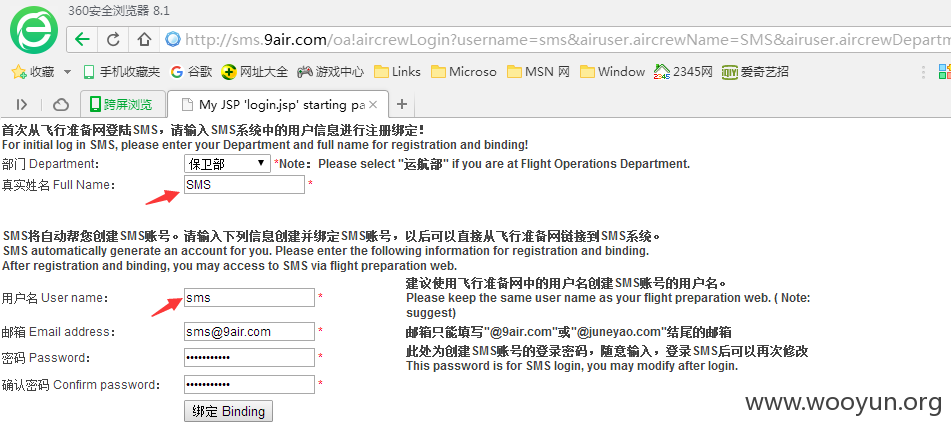 360安全浏览器 8.1
http://sms.9air.com/oa!aircrewLogin?username=sms&airuser.aircrewName=SMS&airuser.aircrewDepartm
收藏 手机收藏夹 谷歌 网址大全 游戏中心 Links Microso MSN 网 Window 2345网 爱奇艺招
跨屏浏览 My JSP 'login.jsp' starting pa
首次从飞行准备网登陆SMS，请输入SMS系统中的用户信息进行注册绑定！
For initial log in SMS, please enter your Department and full name for registration and binding!
部门 Department： 保卫部 *Note：Please select "运航部" if you are at Flight Operations Department.
真实姓名 Full Name： SMS *
SMS将自动帮您创建SMS账号。请输入下列信息创建并绑定SMS账号，以后可以直接从飞行准备网链接到SMS系统。
SMS automatically generate an account for you. Please enter the following information for registration and binding.
After registration and binding, you may access to SMS via flight preparation web.
用户名 User name： sms *
建议使用飞行准备网中的用户名创建SMS账号的用户名。
Please keep the same user name as your flight preparation web. ( Note:
suggest)
邮箱 Email address： sms@9air.com * 邮箱只能填写"@9air.com"或"@juneyao.com"结尾的邮箱
密码 Password： ••••••••••• *
此处为创建SMS账号的登录密码，随意输入，登录SMS后可以再次修改
This password is for SMS login, you may modify after login.
确认密码 Confirm password： ••••••••••• *
绑定 Binding
www.wooyun.org